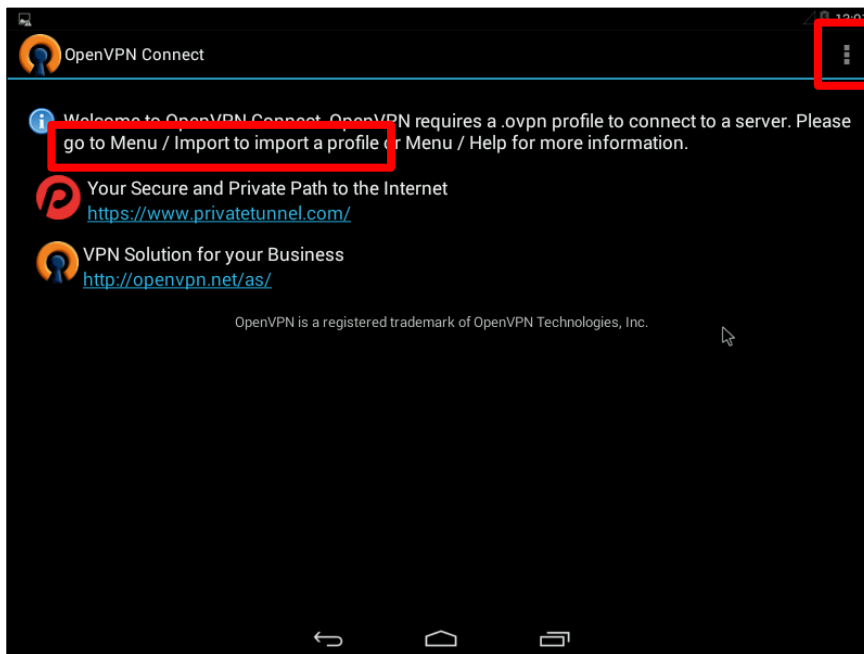 OpenVPN Connect
Welcome to OpenVPN Connect. OpenVPN requires a .ovpn profile to connect to a server. Please
go to Menu / Import to import a profile or Menu / Help for more information.
Your Secure and Private Path to the Internet
https://www.privatetunnel.com/
VPN Solution for your Business
http://openvpn.net/as/
OpenVPN is a registered trademark of OpenVPN Technologies, Inc.